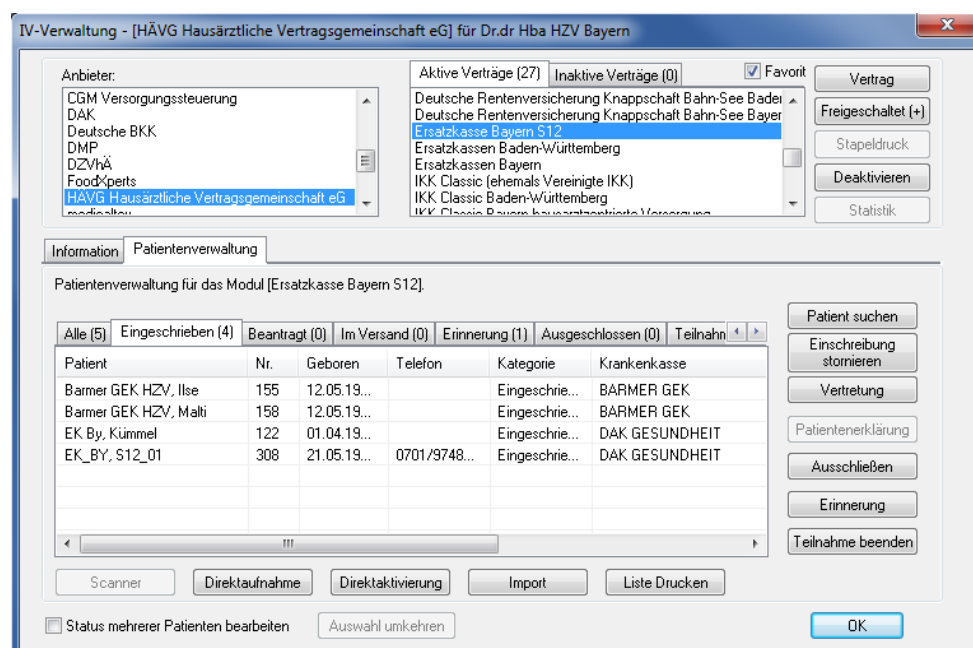 IV-Verwaltung - [HÄVG Hausärztliche Vertragsgemeinschaft eG] für Dr.dr Hba HZV Bayern
Anbieter:
CGM Versorgungssteuerung
DAK
Deutsche BKK
DMP
DZVhÄ
FoodXperts
HÄVG Hausärztliche Vertragsgemeinschaft eG
Aktive Verträge (27) Inaktive Verträge (0) Favorit
Deutsche Rentenversicherung Knappschaft Bahn-See Bader
Deutsche Rentenversicherung Knappschaft Bahn-See Bayer
Ersatzkasse Bayern S12
Ersatzkassen Baden-Württemberg
Ersatzkassen Bayern
IKK Classic (ehemals Vereinigte IKK)
IKK Classic Baden-Württemberg
IKK Classic Bayern hausarztzentrierte Versorgung
Vertrag
Freigeschaltet (+)
Stapeldruck
Deaktivieren
Statistik
Information Patientenverwaltung
Patientenverwaltung für das Modul [Ersatzkasse Bayern S12].
Alle (5) Eingeschrieben (4) Beantragt (0) Im Versand (0) Erinnerung (1) Ausgeschlossen (0) Teilnahm
Patient Nr. Geboren Telefon Kategorie Krankenkasse
Barmer GEK HZV, Ilse 155 12.05.19... Eingeschrie... BARMER GEK
Barmer GEK HZV, Malti 158 12.05.19... Eingeschrie... BARMER GEK
EK By, Kümmel 122 01.04.19... Eingeschrie... DAK GESUNDHEIT
EK_BY, S12_01 308 21.05.19... 0701/9748... Eingeschrie... DAK GESUNDHEIT
Patient suchen
Einschreibung
stornieren
Vertretung
Patientenerklärung
Ausschließen
Erinnerung
Teilnahme beenden
Scanner Direktaufnahme Direktaktivierung Import Liste Drucken
Status mehrerer Patienten bearbeiten Auswahl umkehren OK